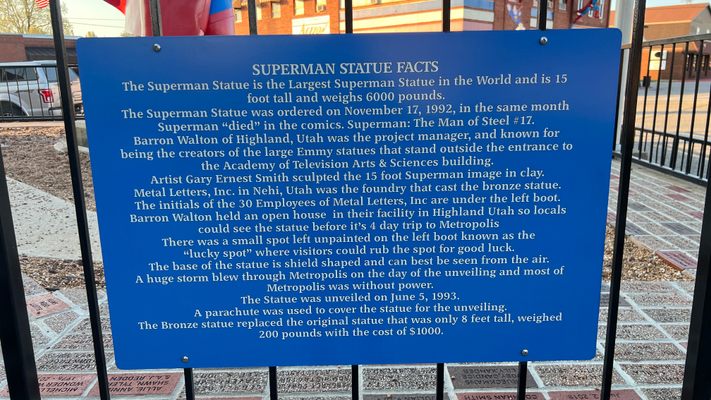 SUPERMAN STATUE FACTS
The Superman Statue is the Largest Superman Statue in the World and is 15
foot tall and weighs 6000 pounds.
The Superman Statue was ordered on November 17, 1992, in the same month
Superman “died” in the comics. Superman: The Man of Steel #17.
Barron Walton of Highland, Utah was the project manager, and known for
being the creators of the large Emmy statues that stand outside the entrance to
the Academy of Television Arts & Sciences building.
Artist Gary Ernest Smith sculpted the 15 foot Superman image in clay.
Metal Letters, Inc. in Nehi, Utah was the foundry that cast the bronze statue.
The initials of the 30 Employees of Metal Letters, Inc are under the left boot.
Barron Walton held an open house in their facility in Highland Utah so locals
could see the statue before it’s 4 day trip to Metropolis
There was a small spot left unpainted on the left boot known as the
“lucky spot” where visitors could rub the spot for good luck.
The base of the statue is shield shaped and can best be seen from the air.
A huge storm blew through Metropolis on the day of the unveiling and most of
Metropolis was without power.
The Statue was unveiled on June 5, 1993.
A parachute was used to cover the statue for the unveiling.
The Bronze statue replaced the original statue that was only 8 feet tall, weighed
200 pounds with the cost of $1000.